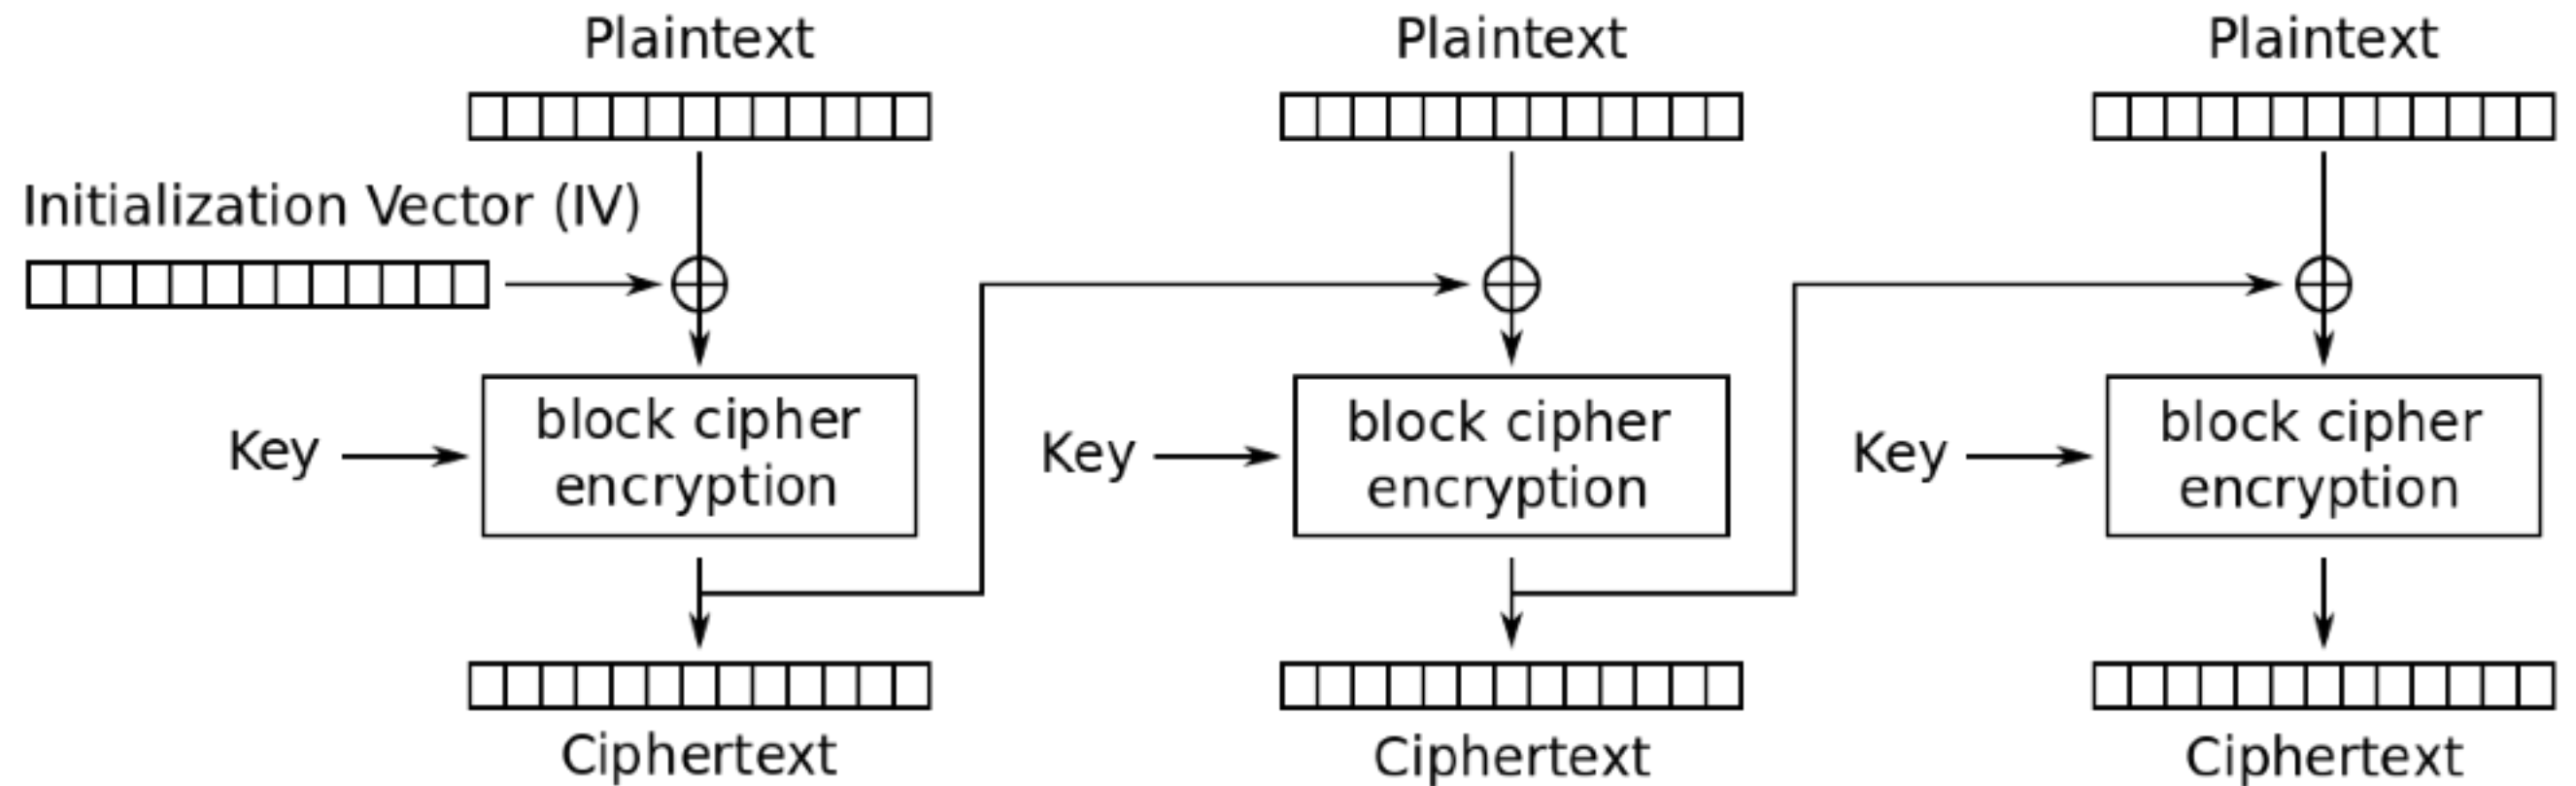 Plaintext
Plaintext
Plaintext
Initialization Vector (IV)
Key
block cipher
encryption
Key
block cipher
encryption
Key
block cipher
encryption
Ciphertext
Ciphertext
Ciphertext